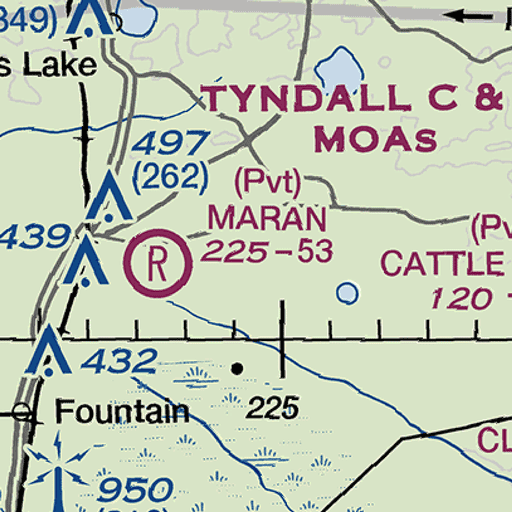 349)
s Lake
TYNDALL C &
MOAs
497
(262)
(Pvt)
MARAN
225 - 53
439
R
(Pv
CATTLE
120 -
432
Fountain
225
CL
950